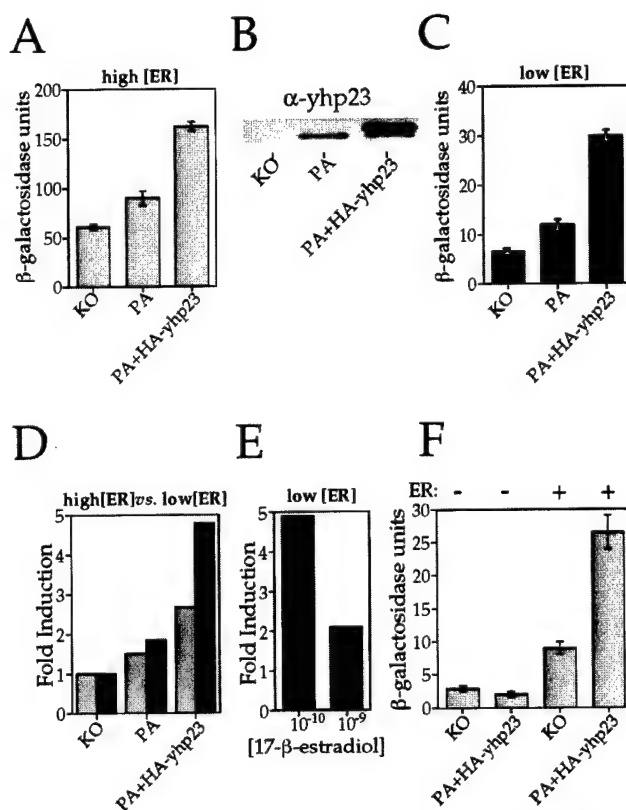 A
high [ER]
β-galactosidase units
200
150
100
50
0
KO
PA
PA+HA-yhp23
B
α-yhp23
KO
PA
PA+HA-yhp23
C
low [ER]
β-galactosidase units
40
30
20
10
0
KO
PA
PA+HA-yhp23
D
high[ER]vs. low[ER]
Fold Induction
5
4
3
2
1
0
KO
PA
PA+HA-yhp23
E
low [ER]
Fold Induction
5
4
3
2
1
0
10-10 10-9
[17-β-estradiol]
F
ER: - - + +
β-galactosidase units
30
25
20
15
10
5
0
KO
PA+HA-yhp23
KO
PA+HA-yhp23